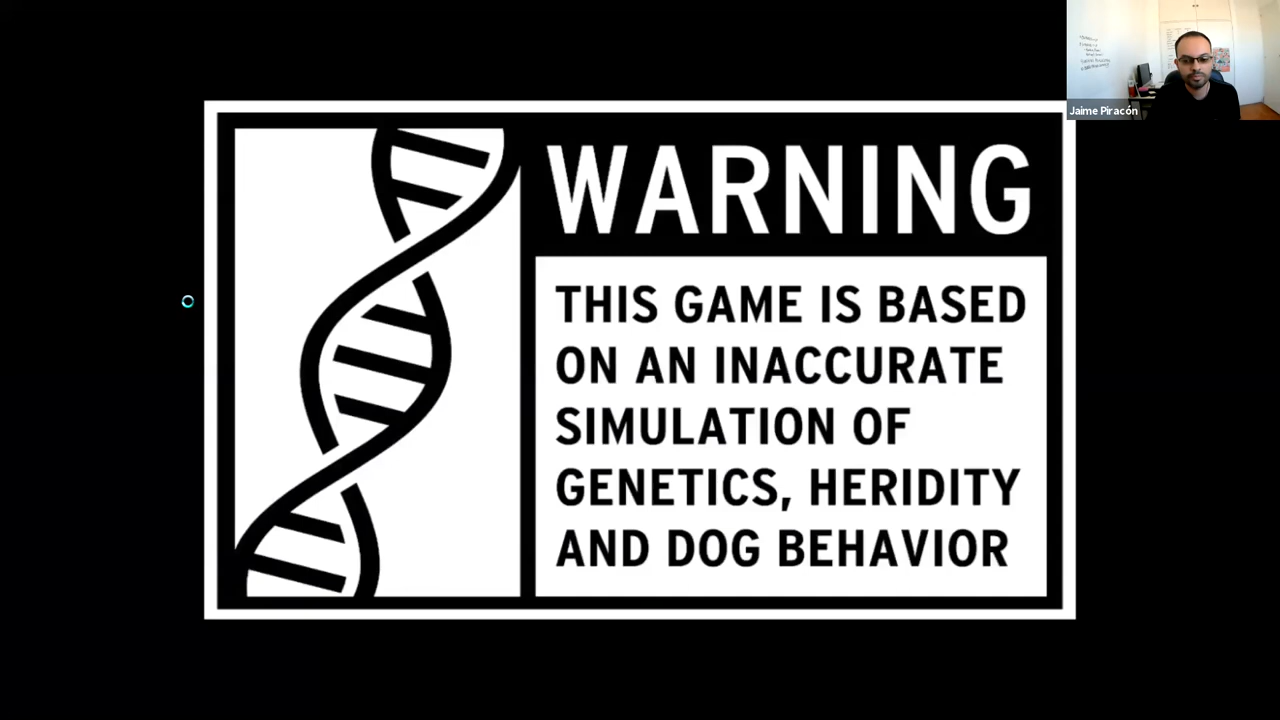 WARNING
THIS GAME IS BASED
ON AN INACCURATE
SIMULATION OF
GENETICS, HERIDITY
AND DOG BEHAVIOR
Jaime Piracón